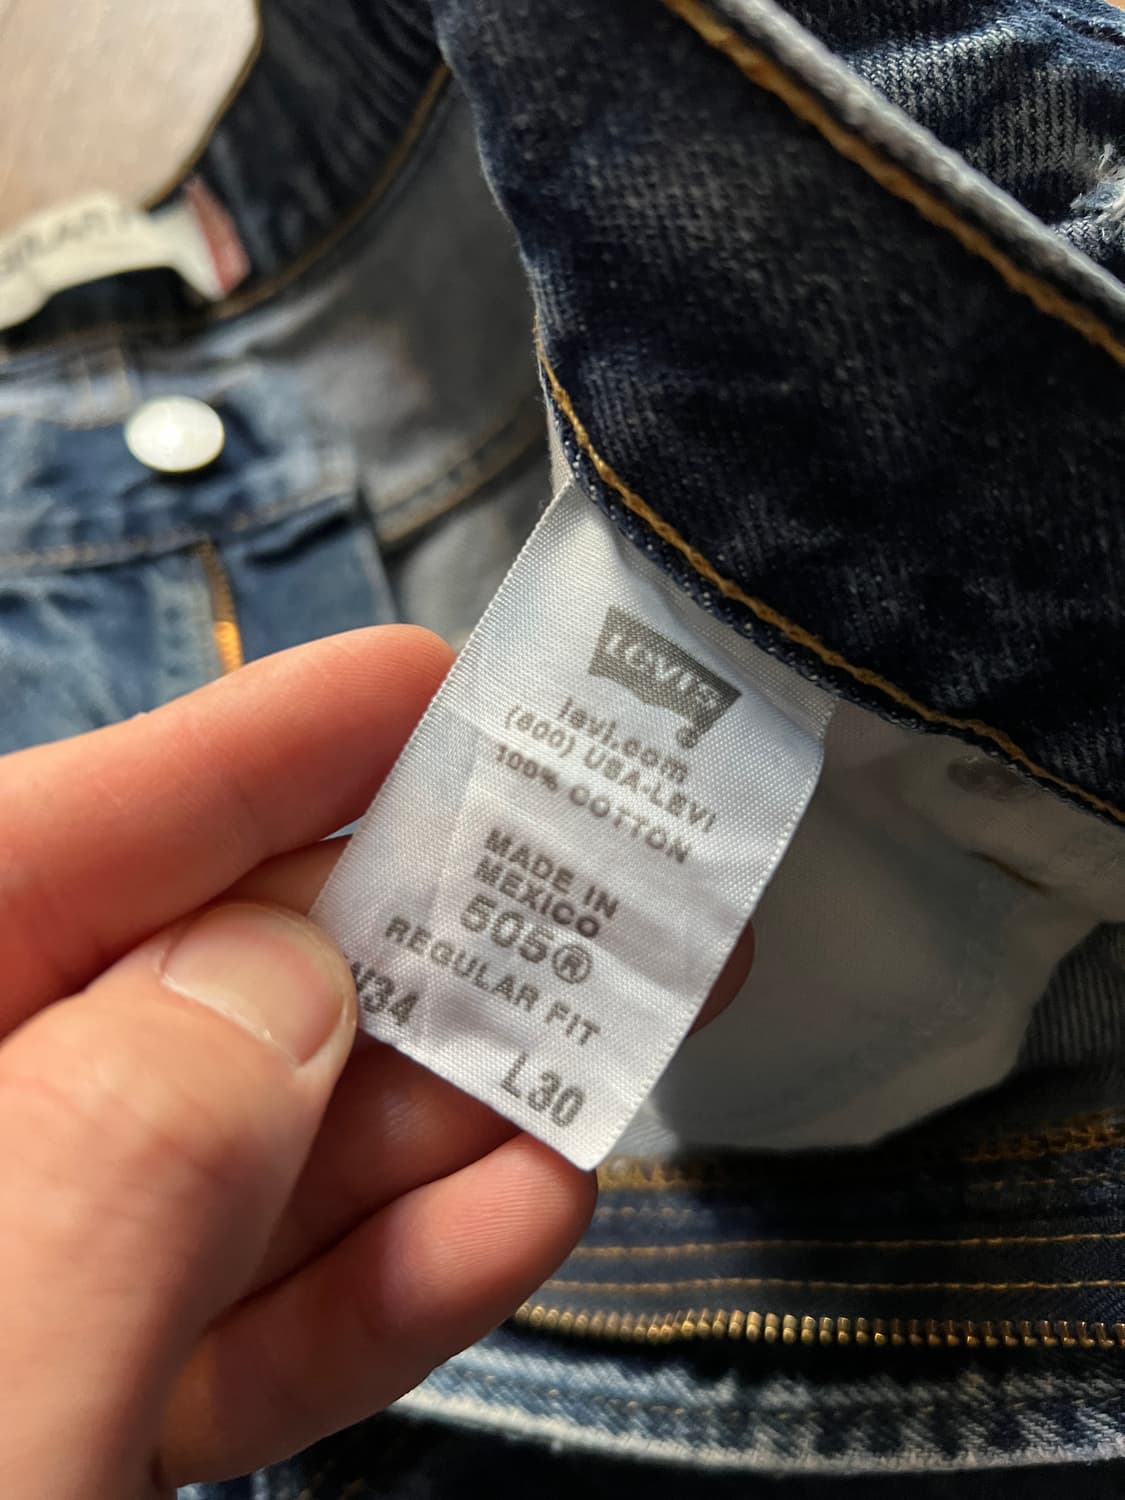 LEVI'S®
levi.com
(800) USA-LEVI
100% COTTON
MADE IN
MEXICO
505®
REGULAR FIT
W34
L30